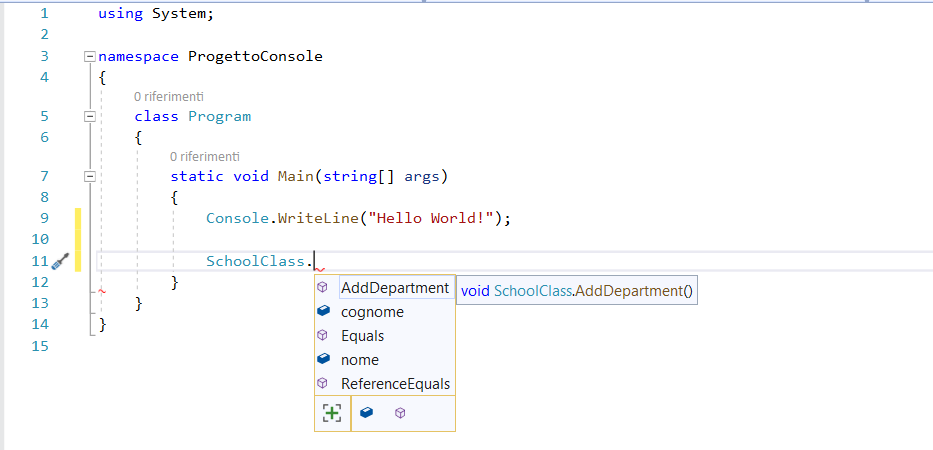 1 using System;
2
3 namespace ProgettoConsole
4 {
0 riferimenti
5 class Program
6 {
0 riferimenti
7 static void Main(string[] args)
8 {
9 Console.WriteLine("Hello World!");
10
11 SchoolClass.
12 }
13 }
14 }
15
AddDepartment
cognome
Equals
nome
ReferenceEquals
void SchoolClass.AddDepartment()